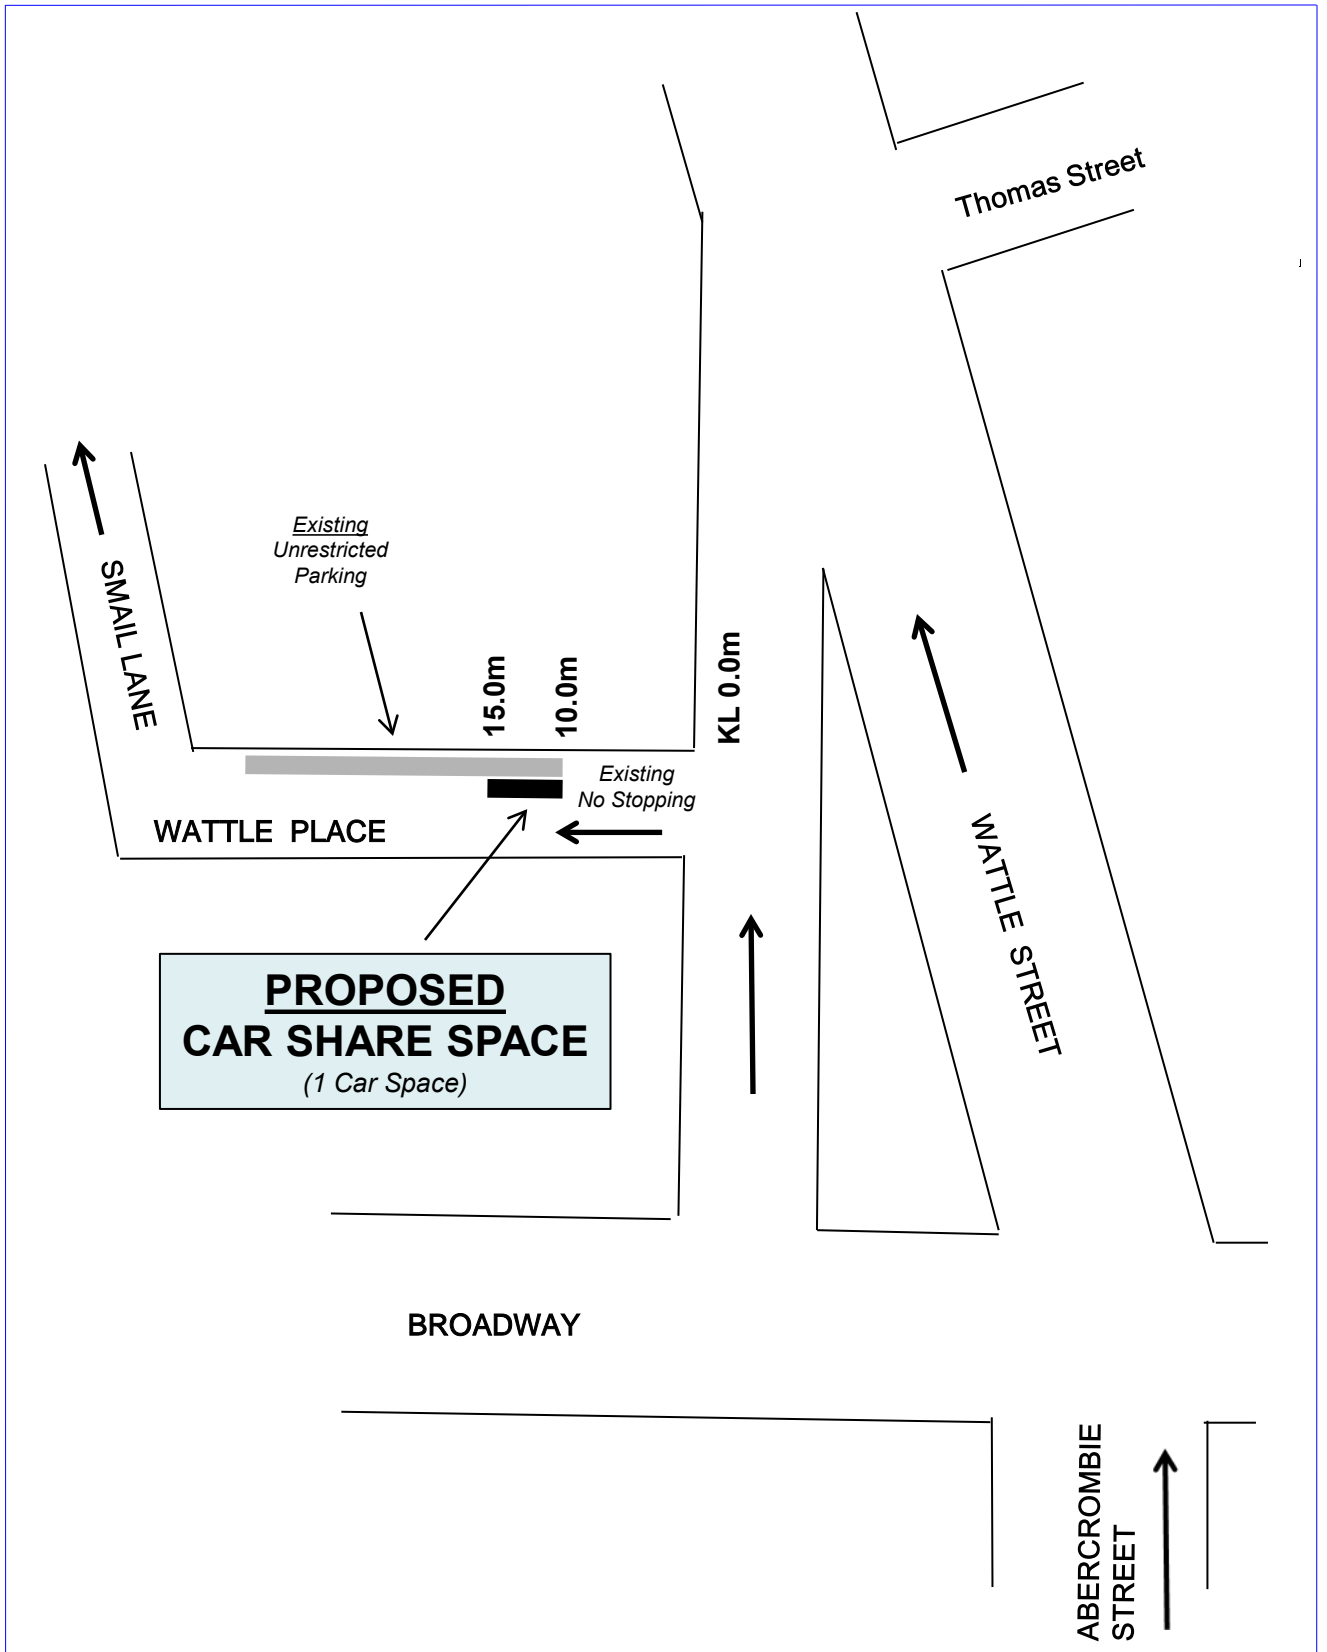 Thomas Street
J
Existing
Unrestricted
Parking
SMAIL LANE
15.0m
10.0m
KL 0.0m
Existing
No Stopping
WATTLE PLACE
WATTLE STREET
PROPOSED
CAR SHARE SPACE
(1 Car Space)
BROADWAY
ABERCROMBIE
STREET